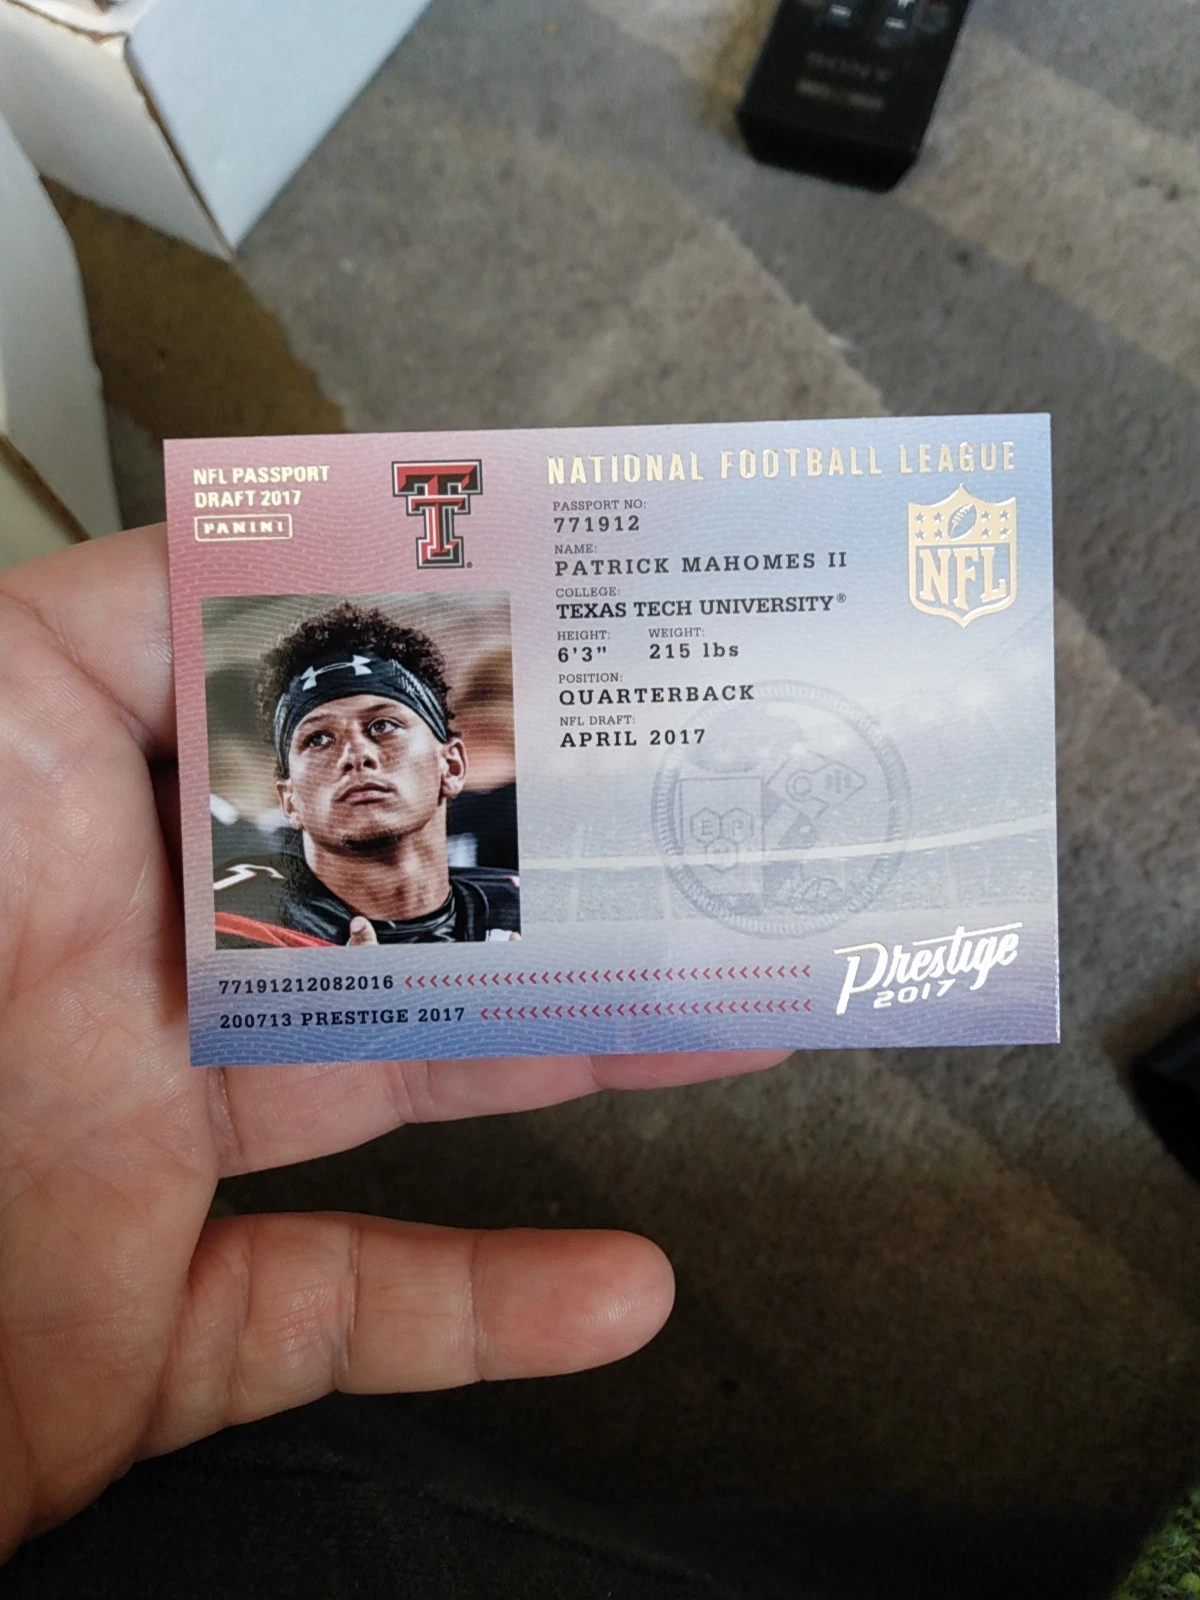 SONY
NFL PASSPORT
DRAFT 2017
PANINI
NATIONAL FOOTBALL LEAGUE
PASSPORT NO:
771912
NAME:
PATRICK MAHOMES II
COLLEGE:
TEXAS TECH UNIVERSITY®
HEIGHT: WEIGHT:
6'3" 215 lbs
POSITION:
QUARTERBACK
NFL DRAFT:
APRIL 2017
NFL
5
77191212082016 <<<<<<<<<<<<<<<<<<<<<<<<<<<<<<<<<<
200713 PRESTIGE 2017 <<<<<<<<<<<<<<<<<<<<<<<<<<<<
Prestige
2017